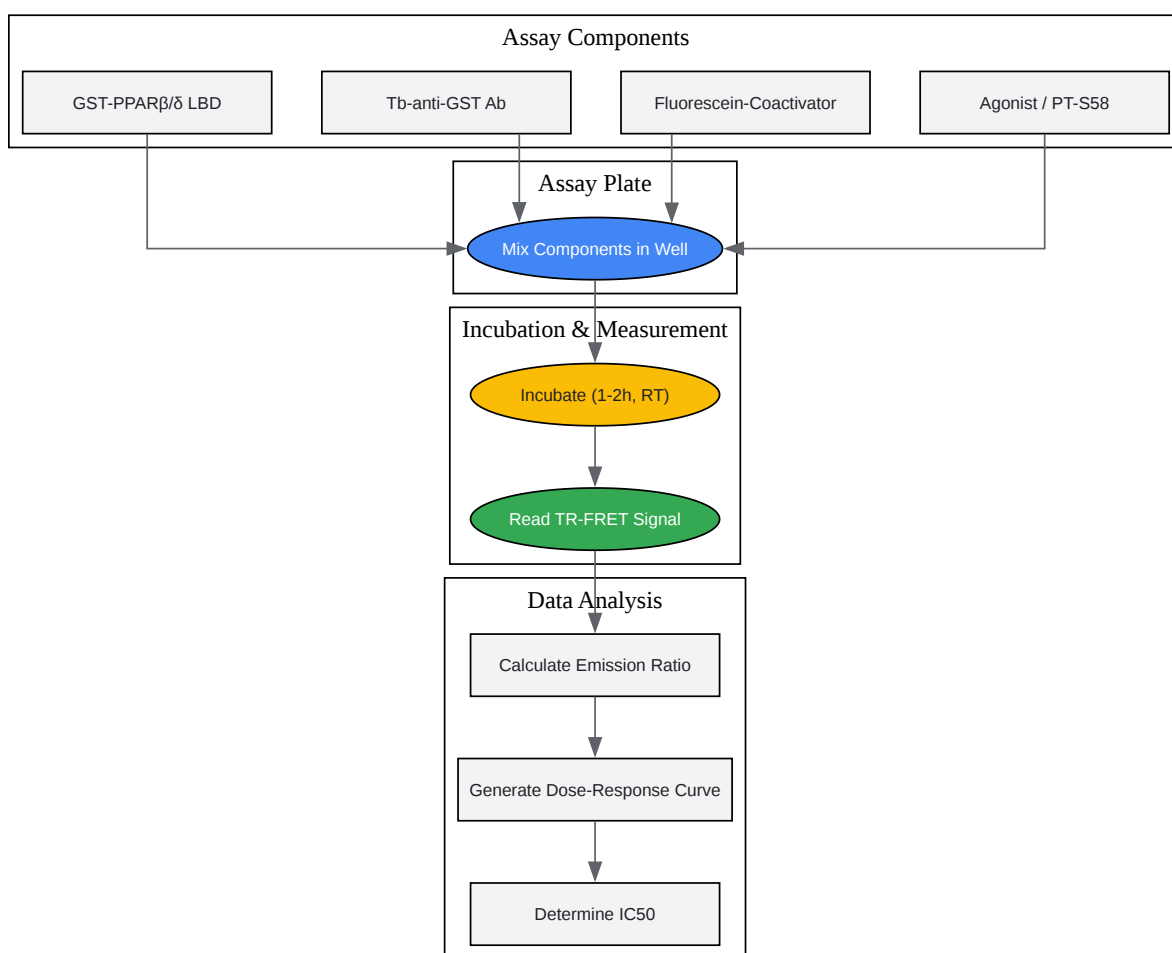 Assay Components
GST-PPARβ/δ LBD
Tb-anti-GST Ab
Fluorescein-Coactivator
Agonist / PT-S58
Assay Plate
Mix Components in Well
Incubation & Measurement
Incubate (1-2h, RT)
Read TR-FRET Signal
Data Analysis
Calculate Emission Ratio
Generate Dose-Response Curve
Determine IC50